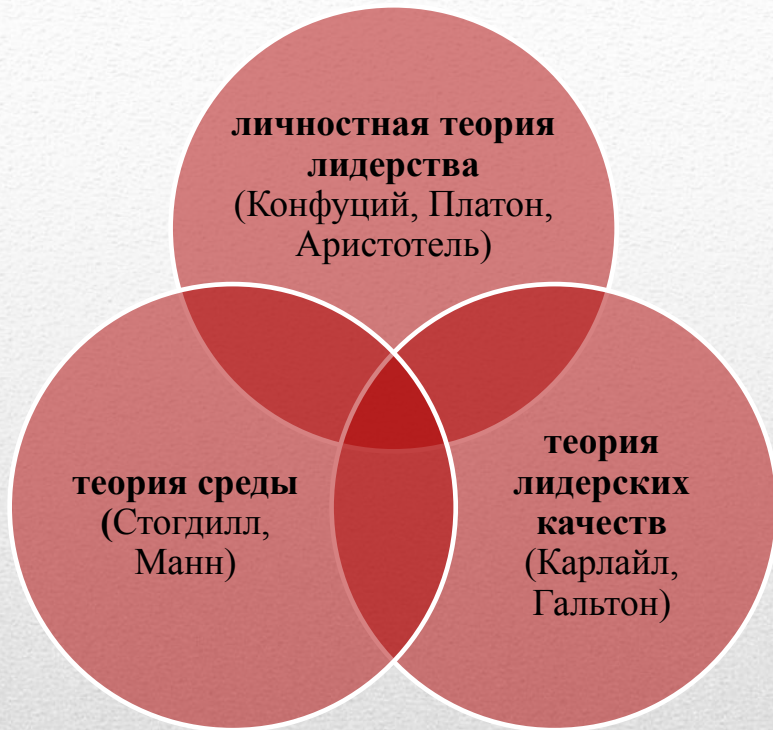 личностная теория
лидерства
(Конфуций, Платон,
Аристотель)
теория среды
(Стогдилл,
Манн)
теория
лидерских
качеств
(Карлайл,
Гальтон)